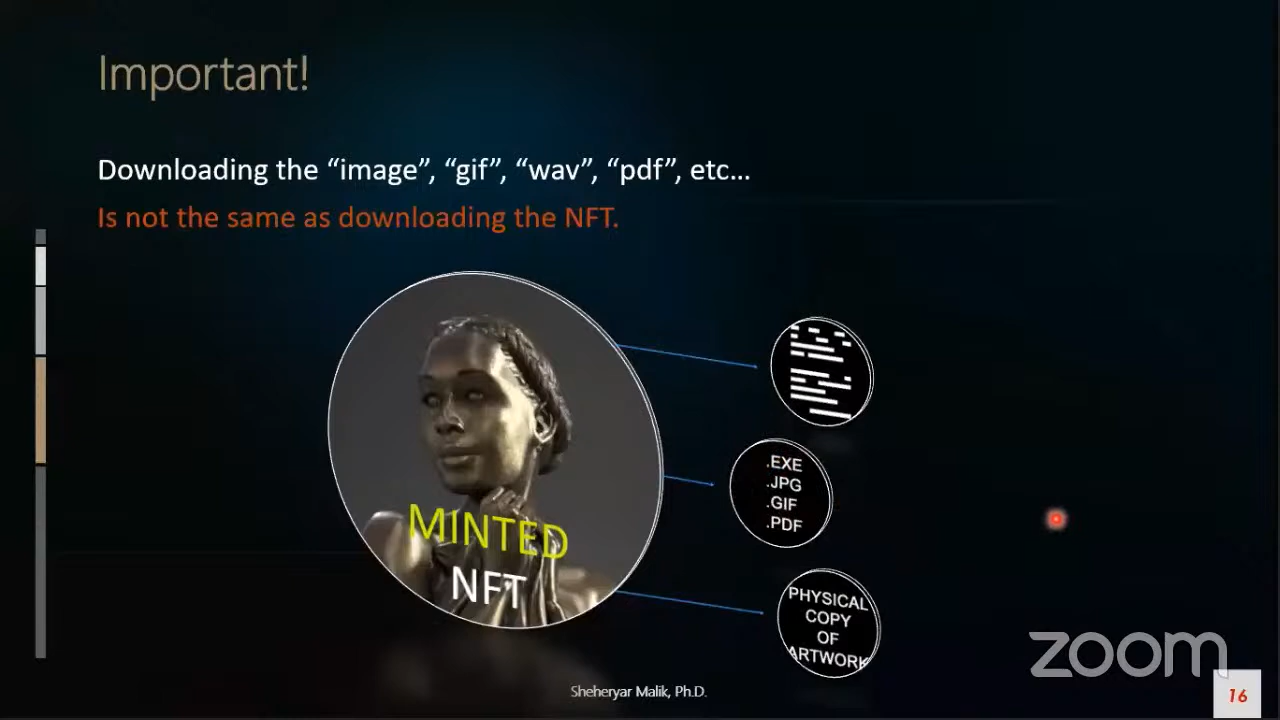 Important!
Downloading the “image”, “gif”, “wav”, “pdf”, etc…
Is not the same as downloading the NFT.
MINTED
NFT
.EXE
.JPG
.GIF
.PDF
PHYSICAL
COPY
OF
ARTWORK
zoom
Sheheryar Malik, Ph.D.
16